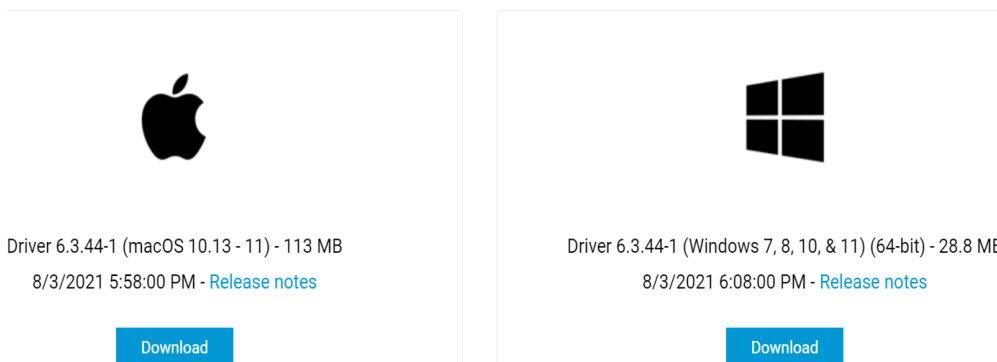 Driver 6.3.44-1 (macOS 10.13 - 11) - 113 MB
8/3/2021 5:58:00 PM - Release notes
Download
Driver 6.3.44-1 (Windows 7, 8, 10, & 11) (64-bit) - 28.8 MB
8/3/2021 6:08:00 PM - Release notes
Download